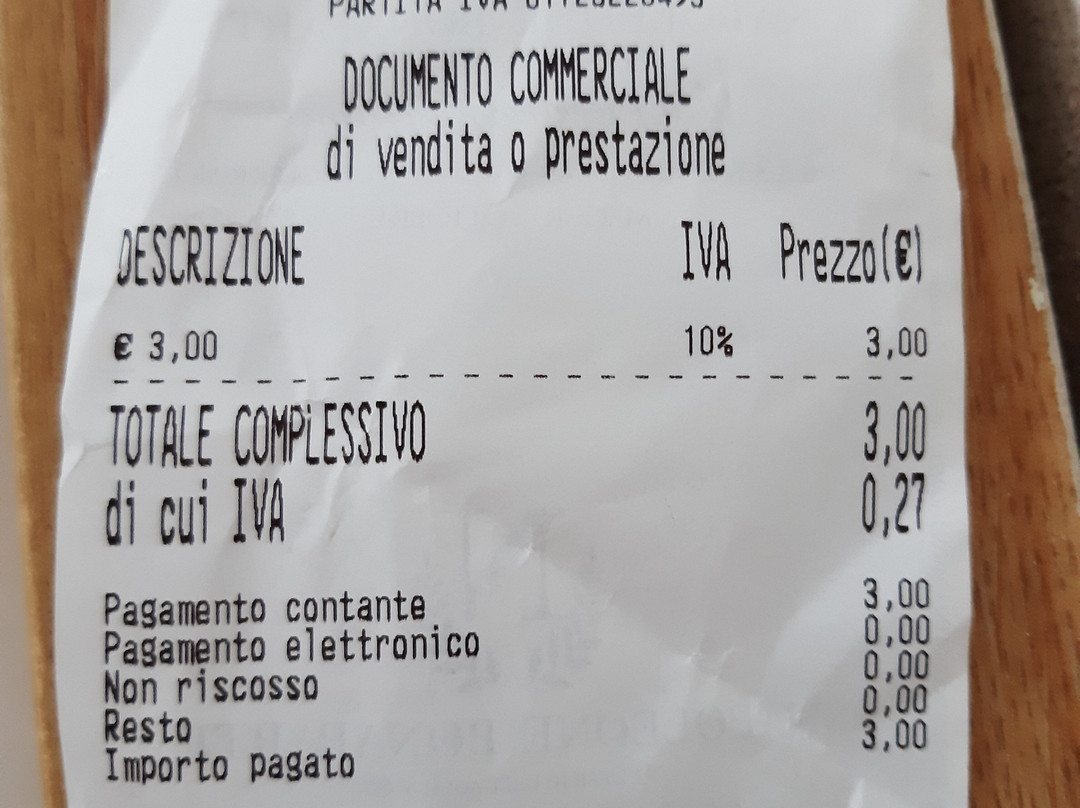 PARTITA IVA
DOCUMENTO COMMERCIALE
di vendita o prestazione
DESCRIZIONE IVA Prezzo(€)
€ 3,00 10% 3,00
TOTALE COMPLESSIVO 3,00
di cui IVA 0,27
Pagamento contante 3,00
Pagamento elettronico 0,00
Non riscosso 0,00
Resto 0,00
Importo pagato 3,00